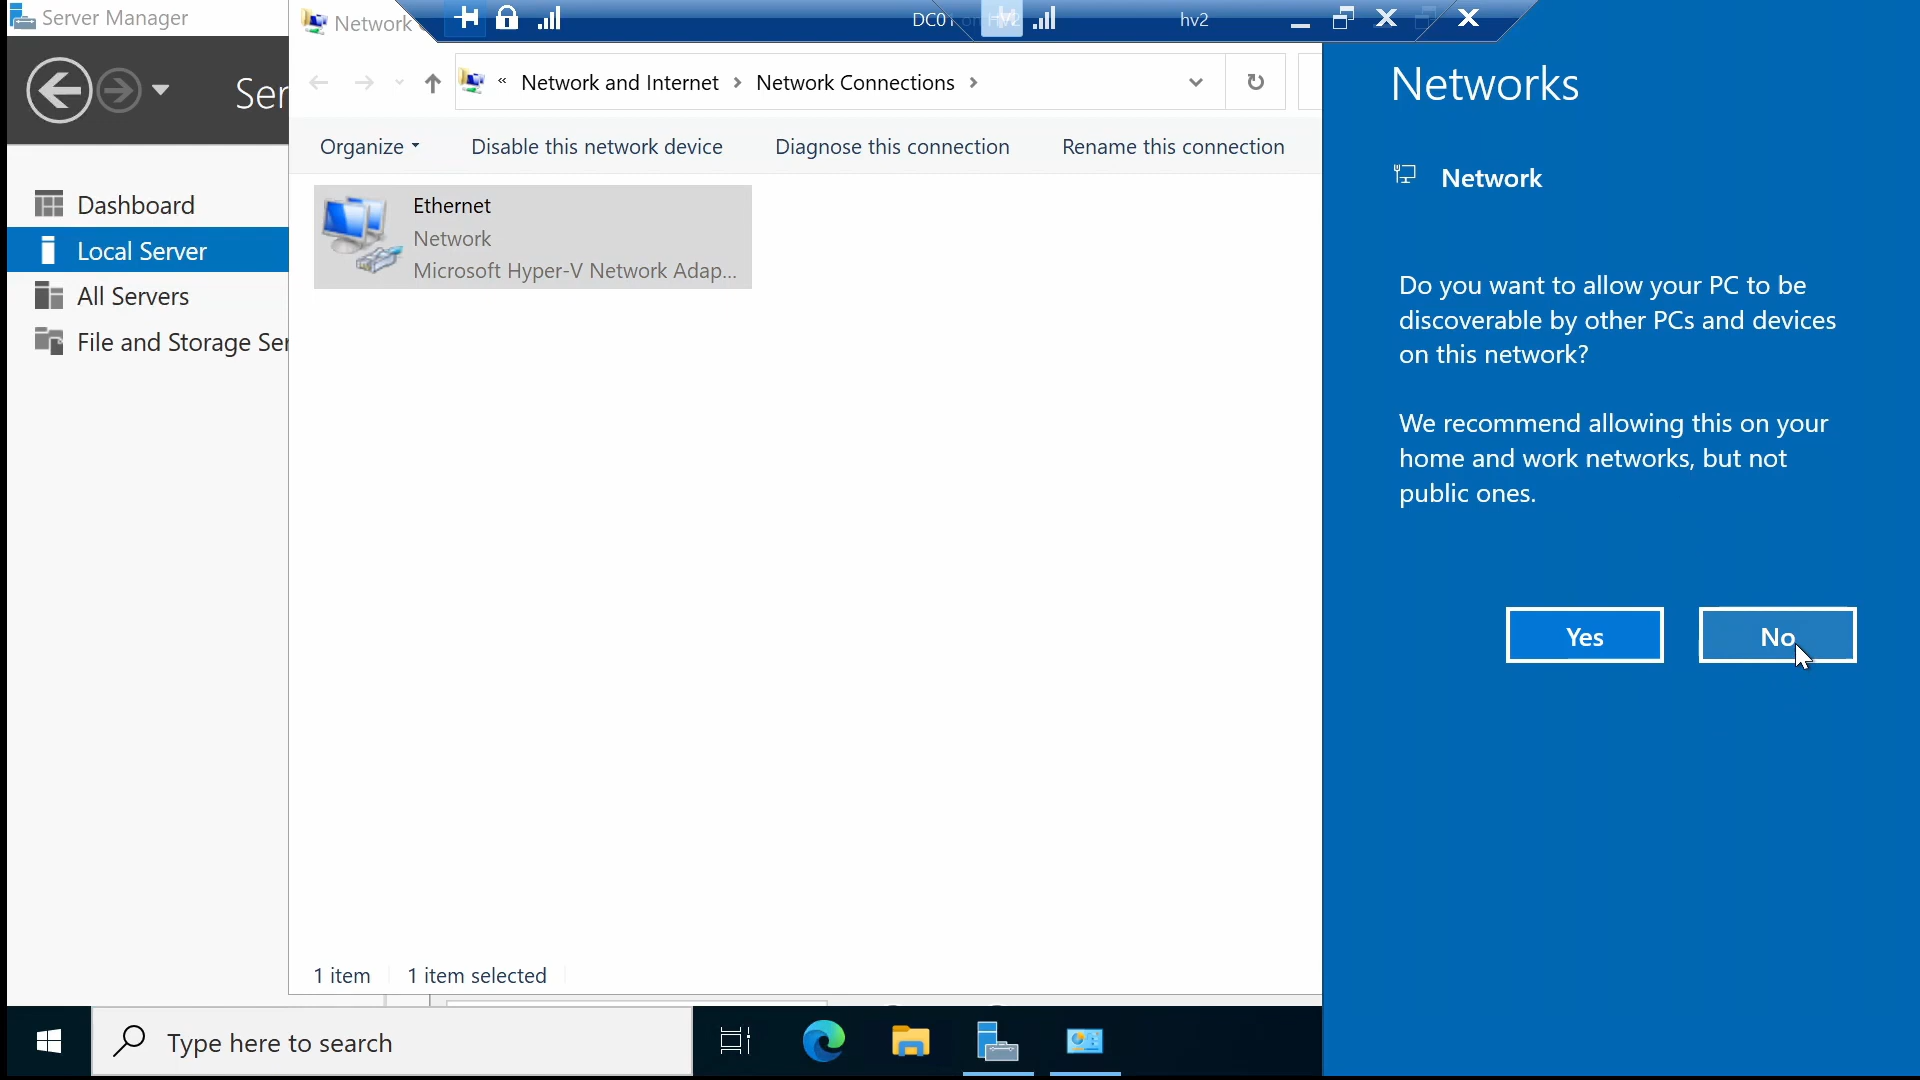 Server Manager
Network
DC0
hv2
Ser
« Network and Internet › Network Connections ›
Organize
Disable this network device
Diagnose this connection
Rename this connection
Dashboard
Local Server
All Servers
File and Storage Ser
Ethernet
Network
Microsoft Hyper-V Network Adap...
1 item
1 item selected
Type here to search
Networks
Network
Do you want to allow your PC to be
discoverable by other PCs and devices
on this network?
We recommend allowing this on your
home and work networks, but not
public ones.
Yes
No